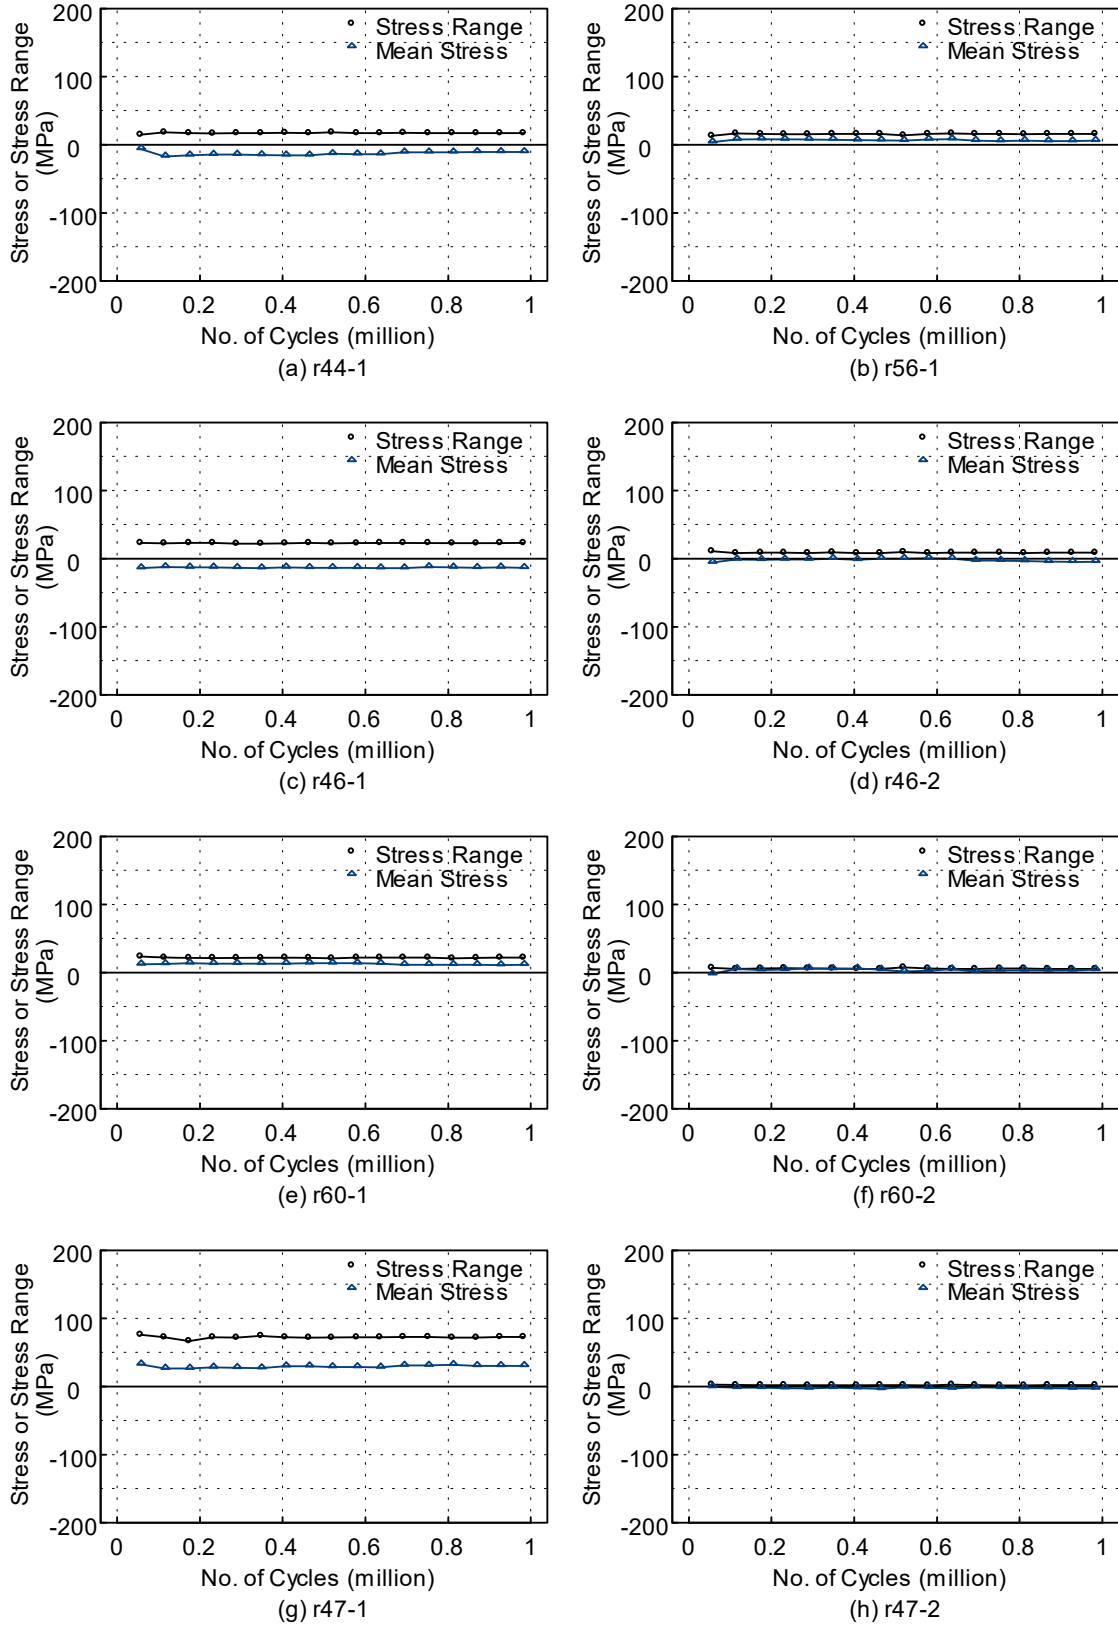 200
100
0
-100
-200
Stress or Stress Range
(MPa)
Stress Range
Mean Stress
0 0.2 0.4 0.6 0.8 1
No. of Cycles (million)
(a) r44-1
200
100
0
-100
-200
Stress or Stress Range
(MPa)
Stress Range
Mean Stress
0 0.2 0.4 0.6 0.8 1
No. of Cycles (million)
(b) r56-1
200
100
0
-100
-200
Stress or Stress Range
(MPa)
Stress Range
Mean Stress
0 0.2 0.4 0.6 0.8 1
No. of Cycles (million)
(c) r46-1
200
100
0
-100
-200
Stress or Stress Range
(MPa)
Stress Range
Mean Stress
0 0.2 0.4 0.6 0.8 1
No. of Cycles (million)
(d) r46-2
200
100
0
-100
-200
Stress or Stress Range
(MPa)
Stress Range
Mean Stress
0 0.2 0.4 0.6 0.8 1
No. of Cycles (million)
(e) r60-1
200
100
0
-100
-200
Stress or Stress Range
(MPa)
Stress Range
Mean Stress
0 0.2 0.4 0.6 0.8 1
No. of Cycles (million)
(f) r60-2
200
100
0
-100
-200
Stress or Stress Range
(MPa)
Stress Range
Mean Stress
0 0.2 0.4 0.6 0.8 1
No. of Cycles (million)
(g) r47-1
200
100
0
-100
-200
Stress or Stress Range
(MPa)
Stress Range
Mean Stress
0 0.2 0.4 0.6 0.8 1
No. of Cycles (million)
(h) r47-2